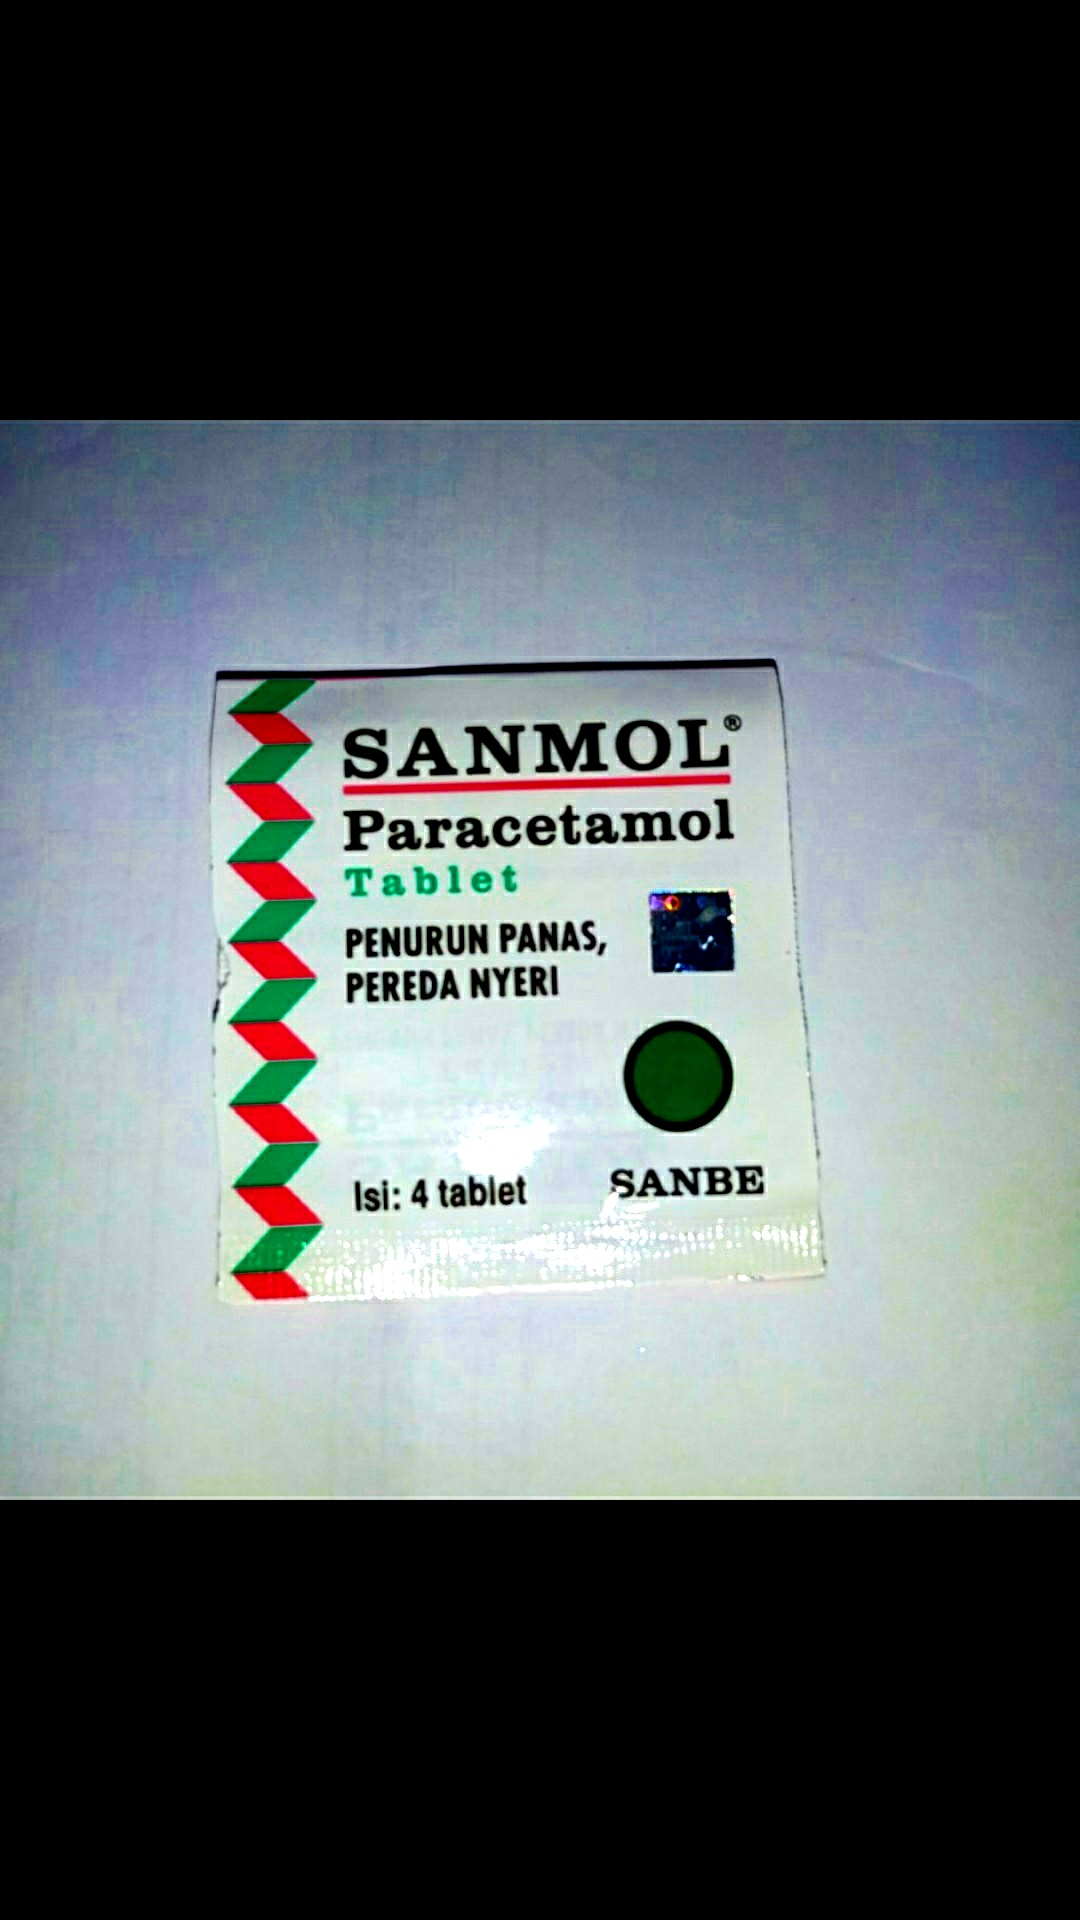 SANMOL®
Paracetamol
Tablet
PENURUN PANAS,
PEREDA NYERI
Isi: 4 tablet
SANBE